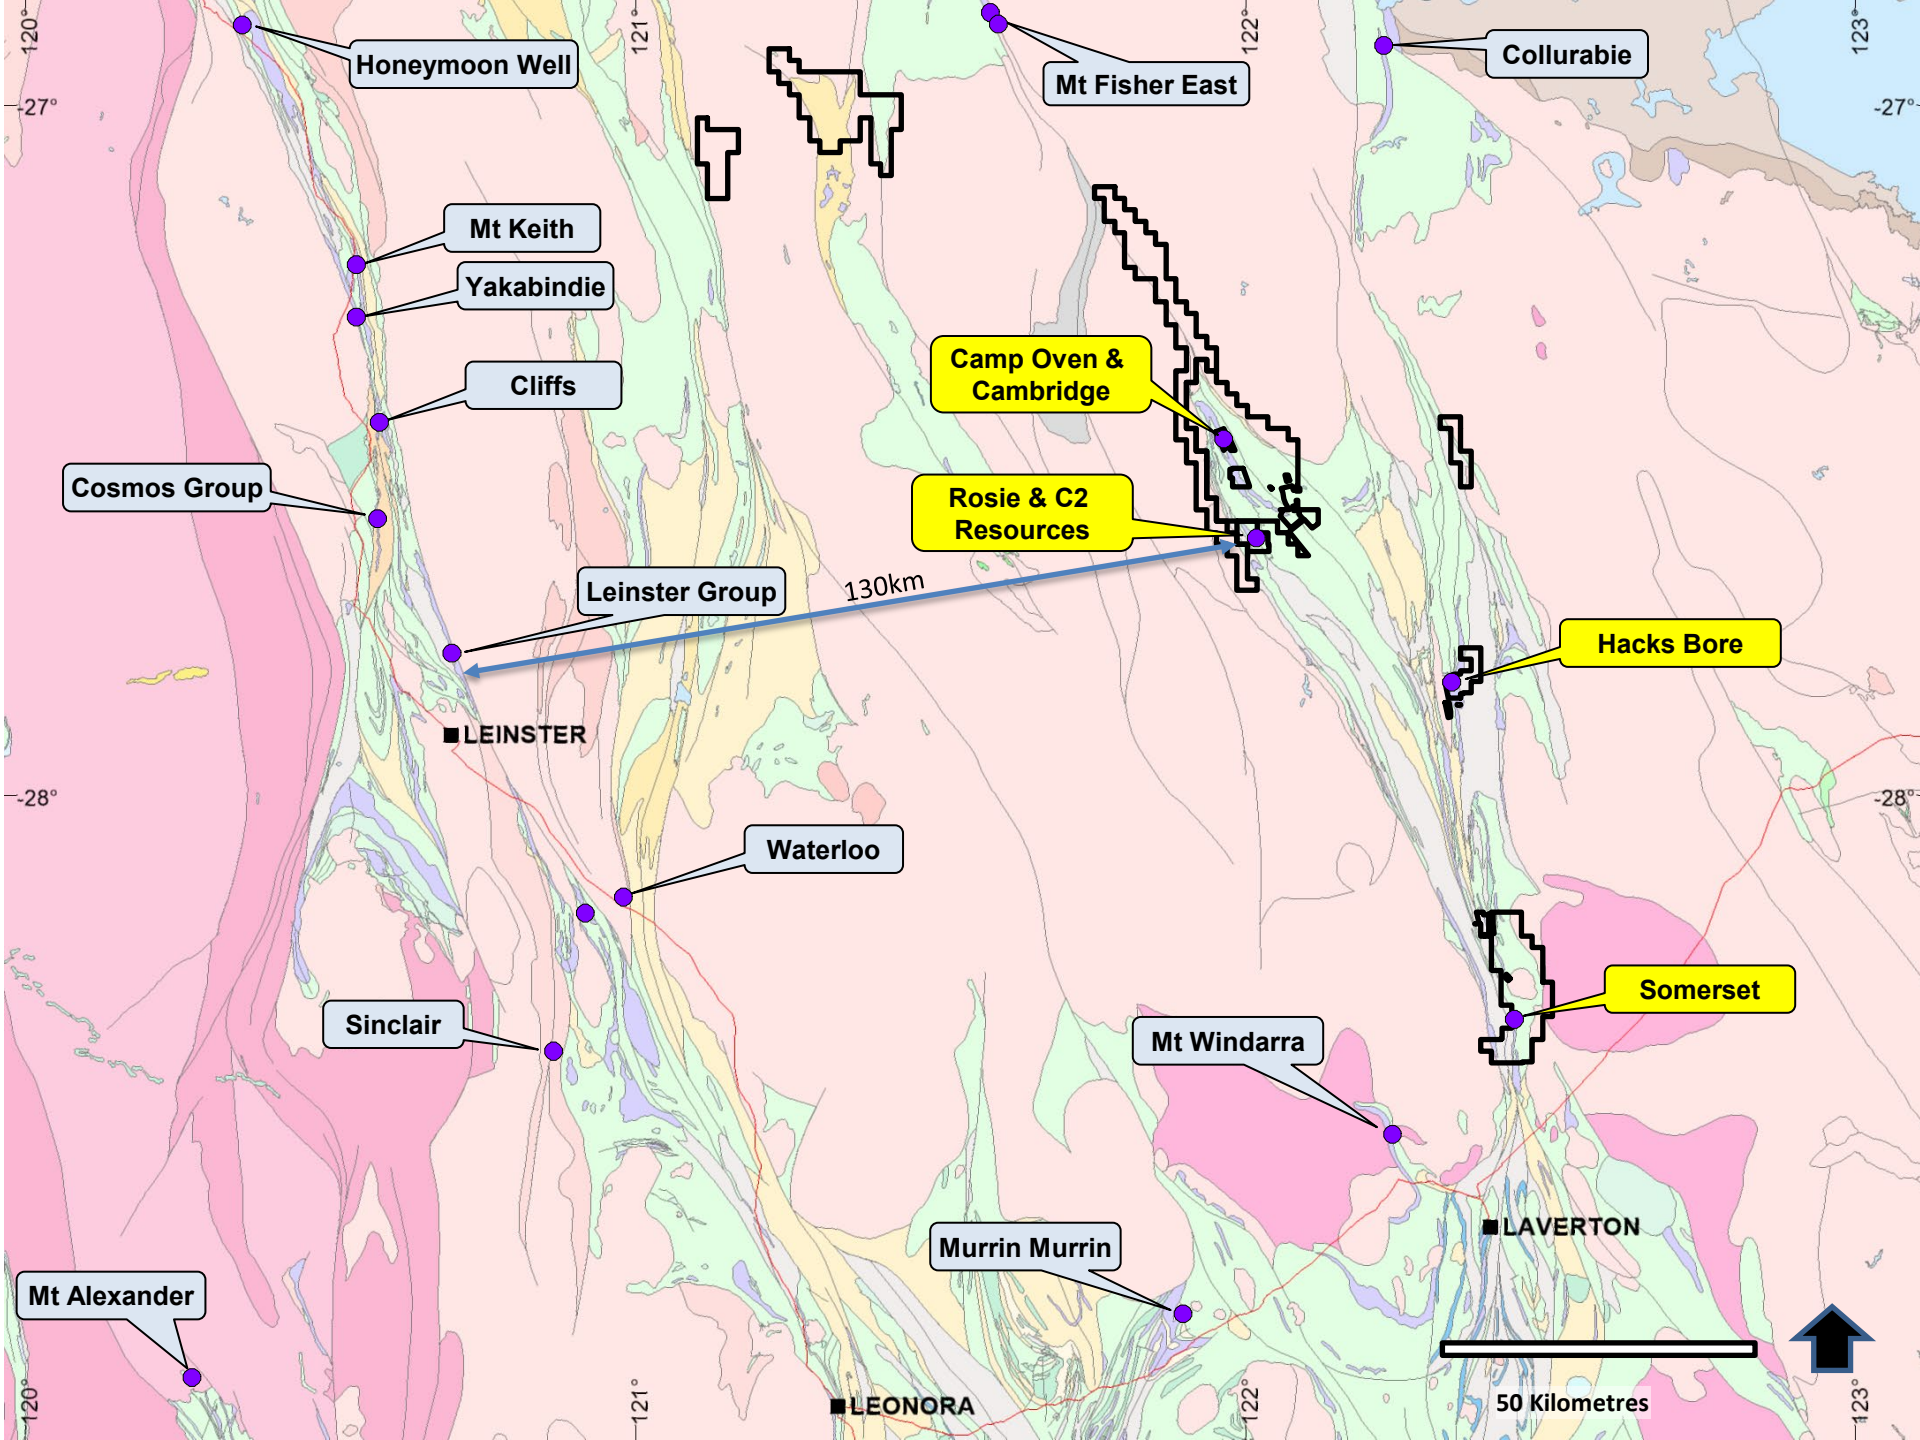 120°
121°
122°
123°
Honeymoon Well
Mt Fisher East
Collurabie
-27°
-27°
Mt Keith
Yakabindie
Camp Oven &
Cambridge
Cliffs
Cosmos Group
Rosie & C2
Resources
Leinster Group
130km
Hacks Bore
LEINSTER
-28°
-28°
Waterloo
Somerset
Sinclair
Mt Windarra
LAVERTON
Murrin Murrin
Mt Alexander
50 Kilometres
LEONORA
120°
121°
122°
123°